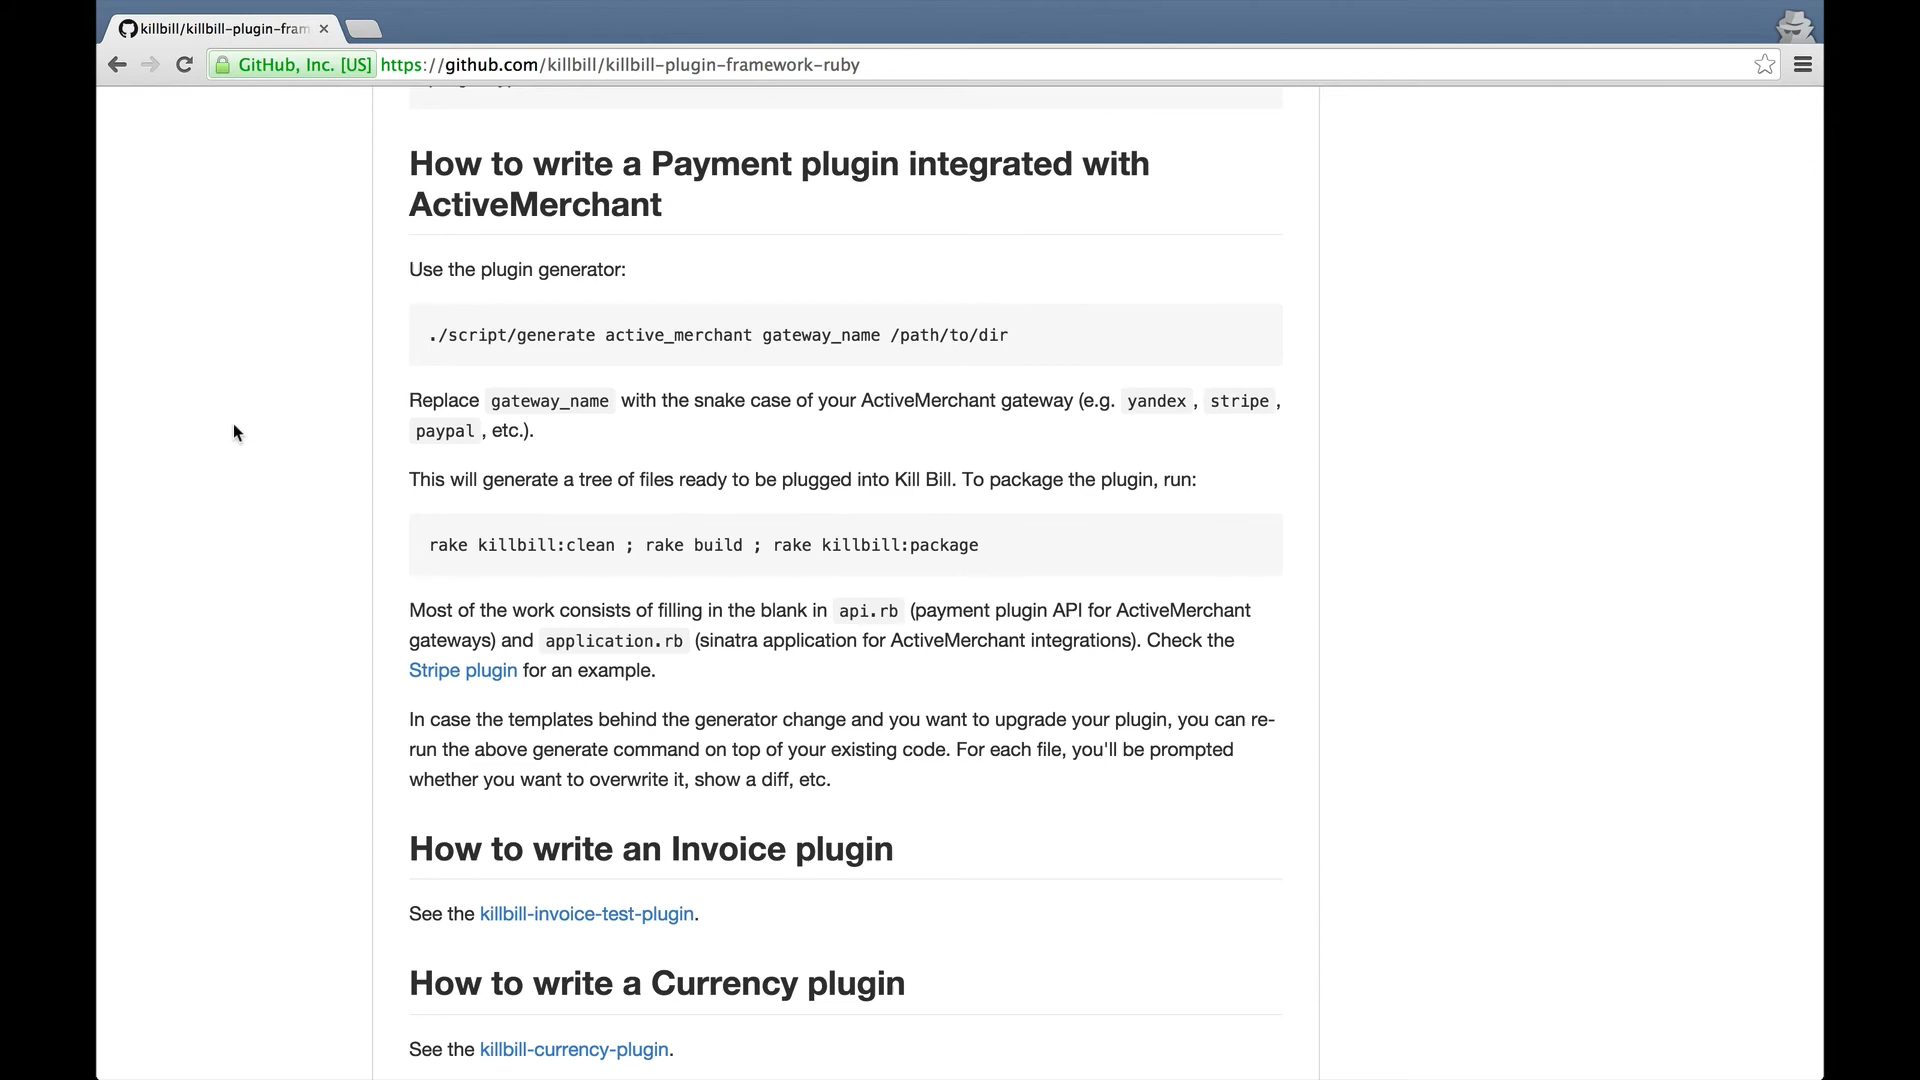 killbill/killbill-plugin-fram
GitHub, Inc. [US] https://github.com/killbill/killbill-plugin-framework-ruby
How to write a Payment plugin integrated with
ActiveMerchant
Use the plugin generator:
./script/generate active_merchant gateway_name /path/to/dir
Replace gateway_name with the snake case of your ActiveMerchant gateway (e.g. yandex , stripe ,
paypal , etc.).
This will generate a tree of files ready to be plugged into Kill Bill. To package the plugin, run:
rake killbill:clean ; rake build ; rake killbill:package
Most of the work consists of filling in the blank in api.rb (payment plugin API for ActiveMerchant
gateways) and application.rb (sinatra application for ActiveMerchant integrations). Check the
Stripe plugin for an example.
In case the templates behind the generator change and you want to upgrade your plugin, you can re-
run the above generate command on top of your existing code. For each file, you'll be prompted
whether you want to overwrite it, show a diff, etc.
How to write an Invoice plugin
See the killbill-invoice-test-plugin.
How to write a Currency plugin
See the killbill-currency-plugin.